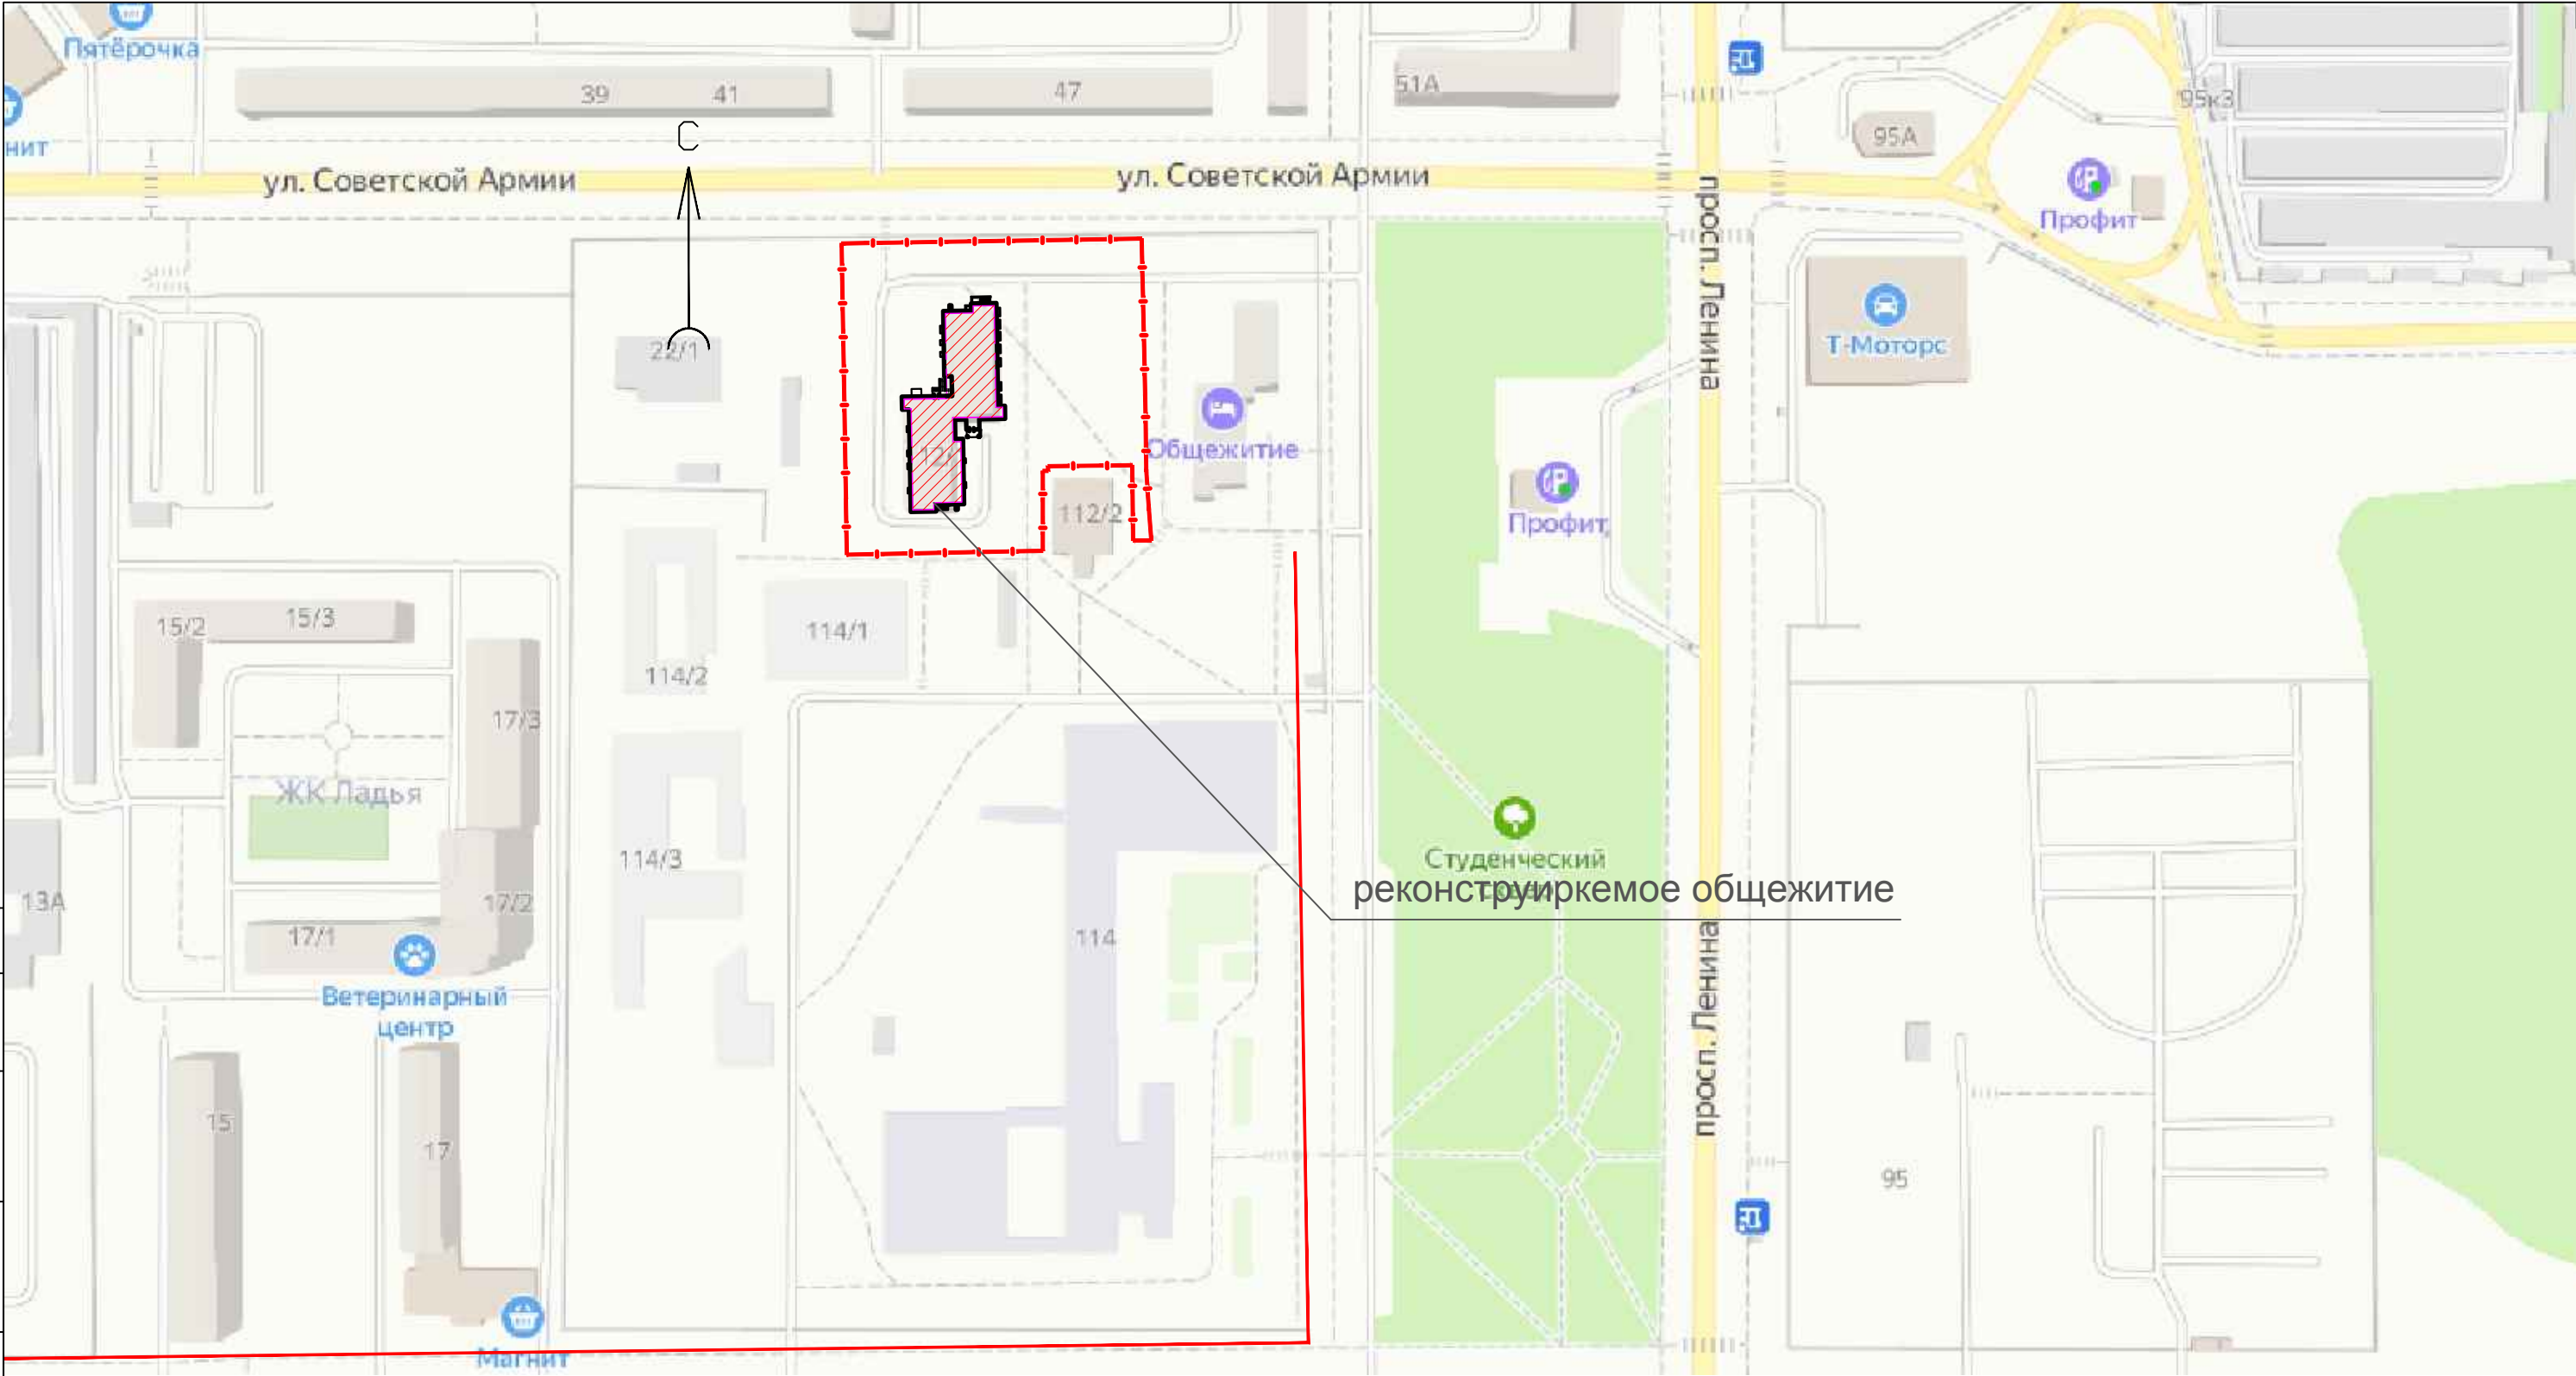 Пятёрочка
39
41
47
51А
95А
95к3
нит
С
ул. Советской Армии
ул. Советской Армии
просп. Ленина
Профит
22/1
Т-Моторс
Общежитие
112/2
Профит
15/2
15/3
114/1
114/2
17/3
ЖК Ладья
114/3
Студенческий
реконструиркемое общежитие
13А
17/2
17/1
114
Ветеринарный
центр
просп. Ленина
15
17
95
Магнит